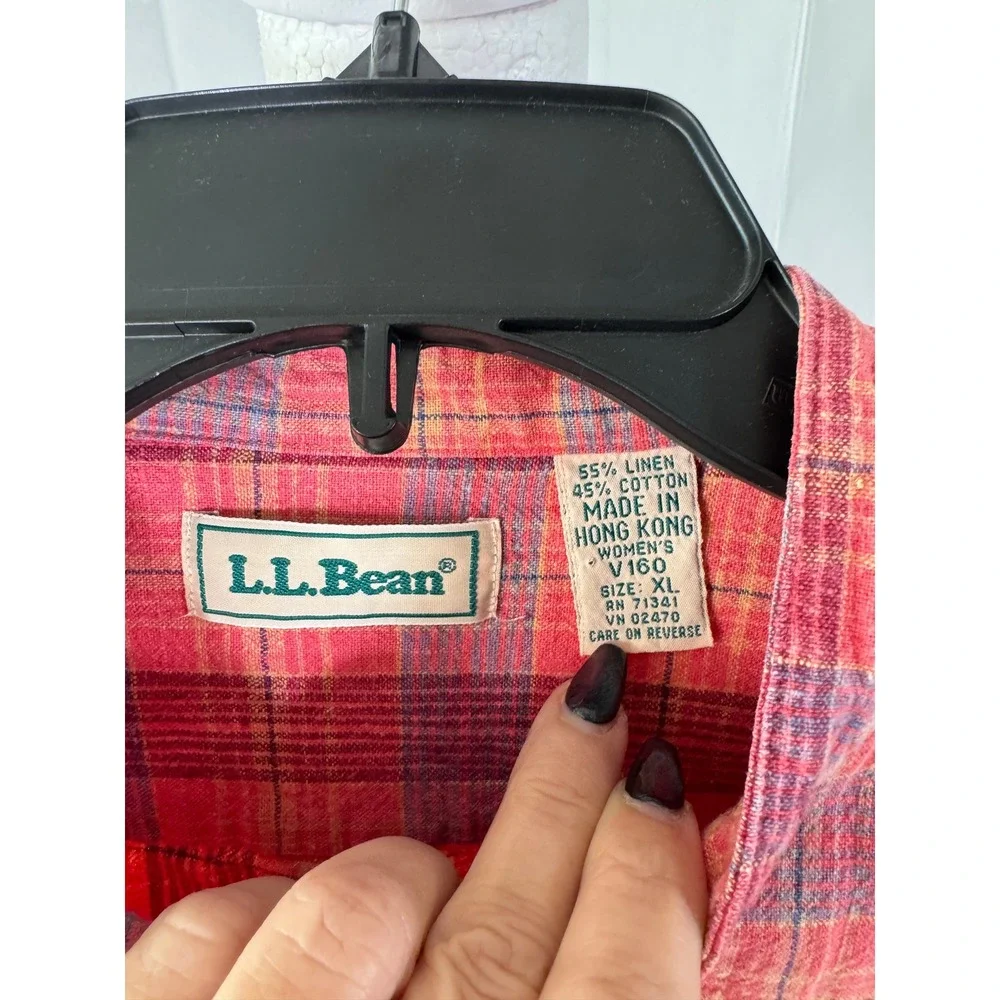 L.L.Bean®
55% LINEN
45% COTTON
MADE IN
HONG KONG
WOMEN'S
V160
SIZE: XL
RN 71341
VN 02470
CARE ON REVERSE